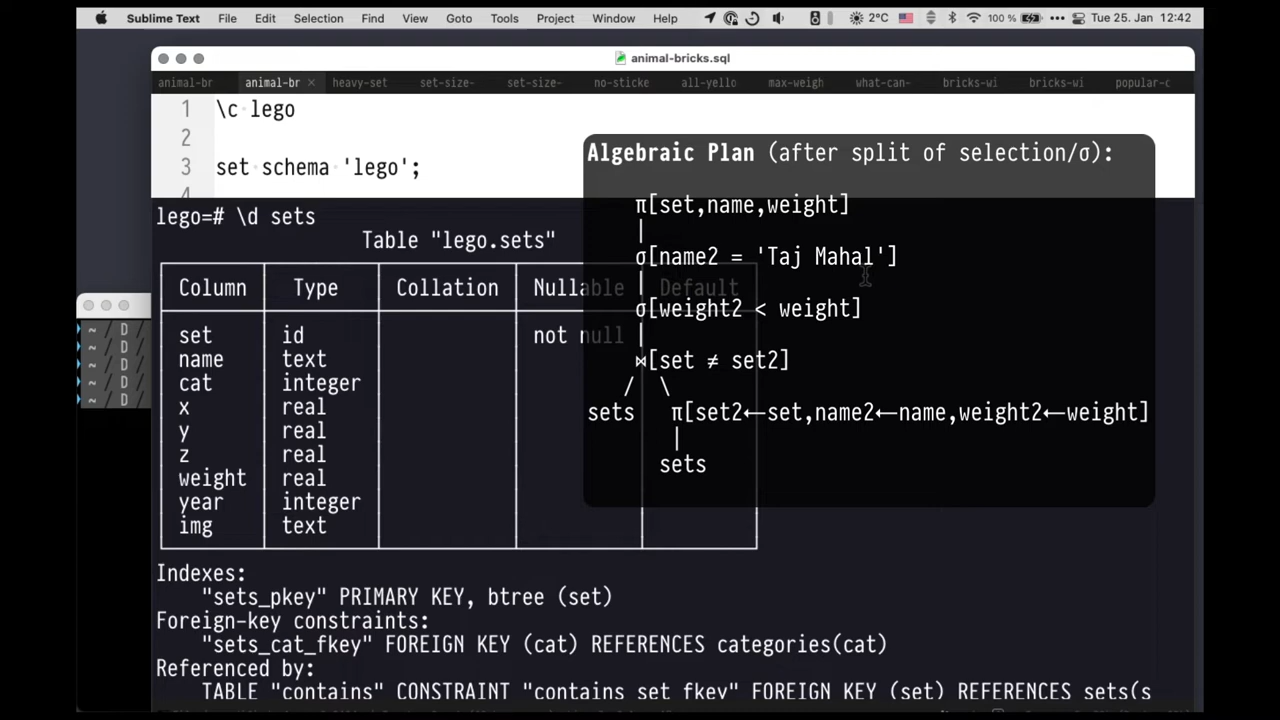 Sublime Text File Edit Selection Find View Goto Tools Project Window Help 2°C 100 % Tue 25. Jan 12:42
animal-bricks.sql
animal-br animal-br × heavy-set set-size- set-size- no-sticke all-yello max-weigh what-can- bricks-wi bricks-wi popular-c
1 \c lego
2
3 set schema 'lego';
4
Algebraic Plan (after split of selection/σ):
π[set,name,weight]
|
σ[name2 = 'Taj Mahal']
|
σ[weight2 < weight]
|
⋈[set ≠ set2]
/ \
sets π[set2←set,name2←name,weight2←weight]
|
sets
lego=# \d sets
Table "lego.sets"
Column Type Collation Nullable Default
set id not null
name text
cat integer
x real
y real
z real
weight real
year integer
img text
Indexes:
"sets_pkey" PRIMARY KEY, btree (set)
Foreign-key constraints:
"sets_cat_fkey" FOREIGN KEY (cat) REFERENCES categories(cat)
Referenced by:
TABLE "contains" CONSTRAINT "contains_set_fkey" FOREIGN KEY (set) REFERENCES sets(s
~ / D /
~ / D /
~ / D /
~ / D /